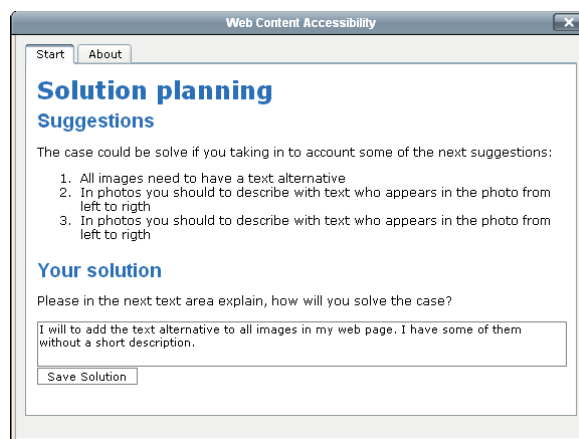 Web Content Accessibility
Start About
Solution planning
Suggestions
The case could be solve if you taking in to account some of the next suggestions:
1. All images need to have a text alternative
2. In photos you should to describe with text who appears in the photo from
left to rigth
3. In photos you should to describe with text who appears in the photo from
left to rigth
Your solution
Please in the next text area explain, how will you solve the case?
I will to add the text alternative to all images in my web page. I have some of them
without a short description.
Save Solution